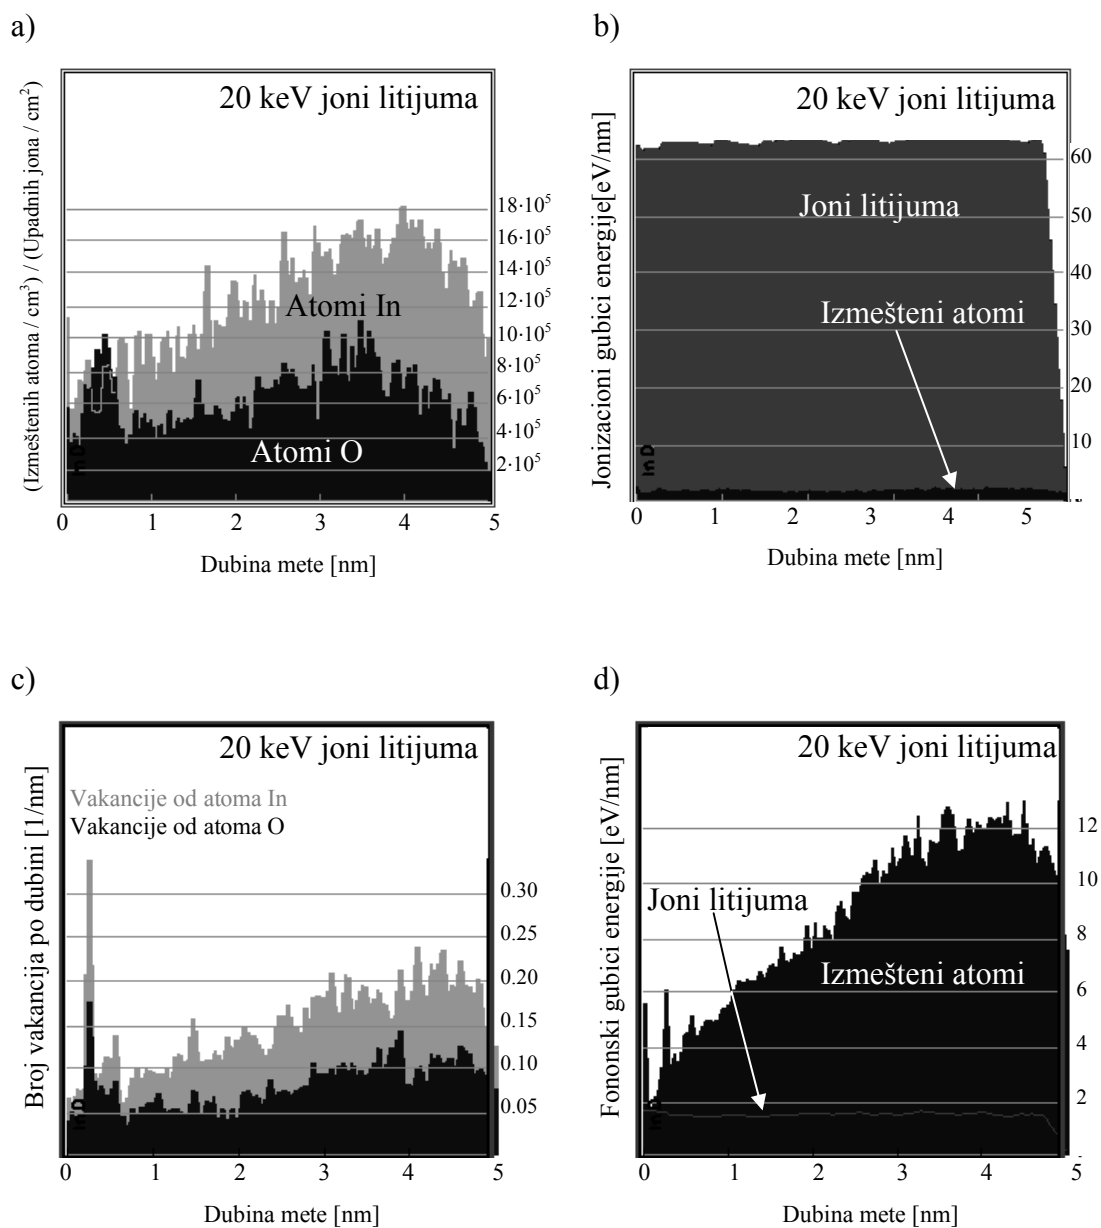 a)
20 keV joni litijuma
(Izmeštenih atoma / cm³) / (Upadnih jona / cm²)
18·10⁵
16·10⁵
14·10⁵
12·10⁵
10·10⁵
8·10⁵
6·10⁵
4·10⁵
2·10⁵
Atomi In
Atomi O
In D
0 1 2 3 4 5
Dubina mete [nm]
b)
20 keV joni litijuma
Jonizacioni gubici energije[eV/nm]
60
50
40
30
20
10
Joni litijuma
Izmešteni atomi
In D
0 1 2 3 4 5
Dubina mete [nm]
c)
20 keV joni litijuma
Vakancije od atoma In
Vakancije od atoma O
Broj vakancija po dubini [1/nm]
0.30
0.25
0.20
0.15
0.10
0.05
In D
0 1 2 3 4 5
Dubina mete [nm]
d)
20 keV joni litijuma
Fononski gubici energije [eV/nm]
12
10
8
6
4
2
Joni litijuma
Izmešteni atomi
In D
0 1 2 3 4 5
Dubina mete [nm]